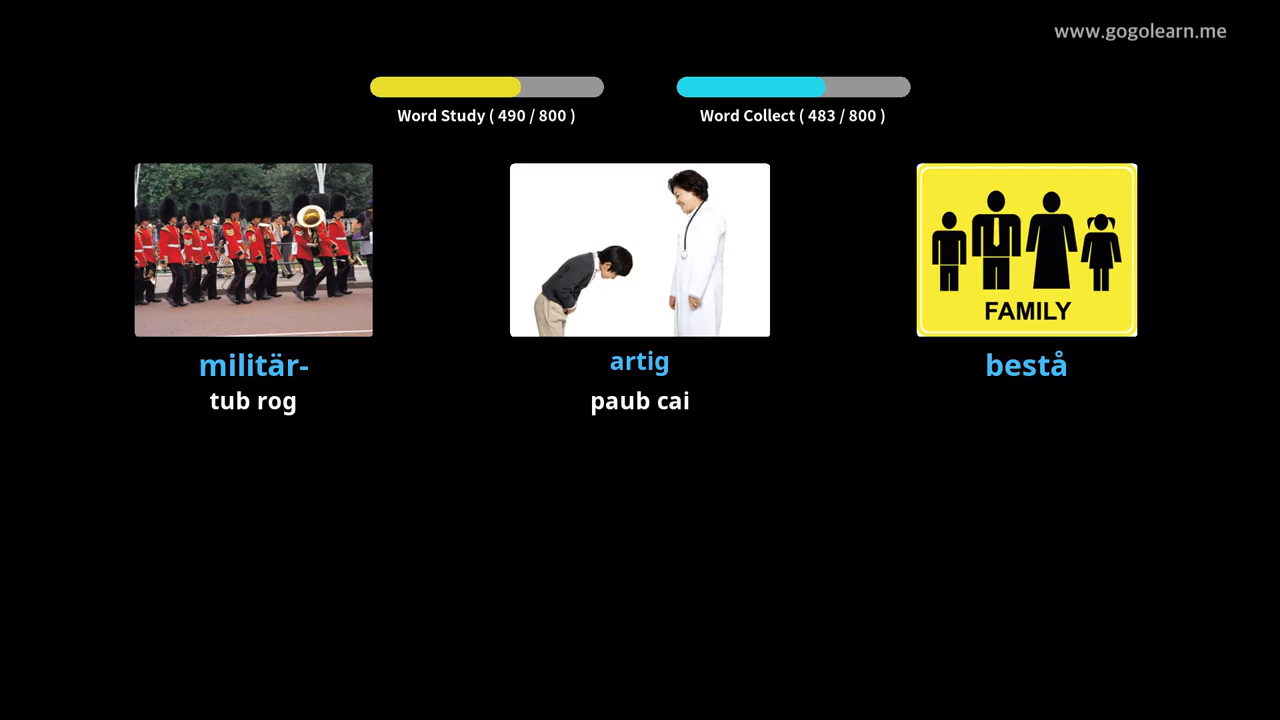 www.gogolearn.me
Word Study ( 490 / 800 )
Word Collect ( 483 / 800 )
FAMILY
militär-
artig
bestå
tub rog
paub cai